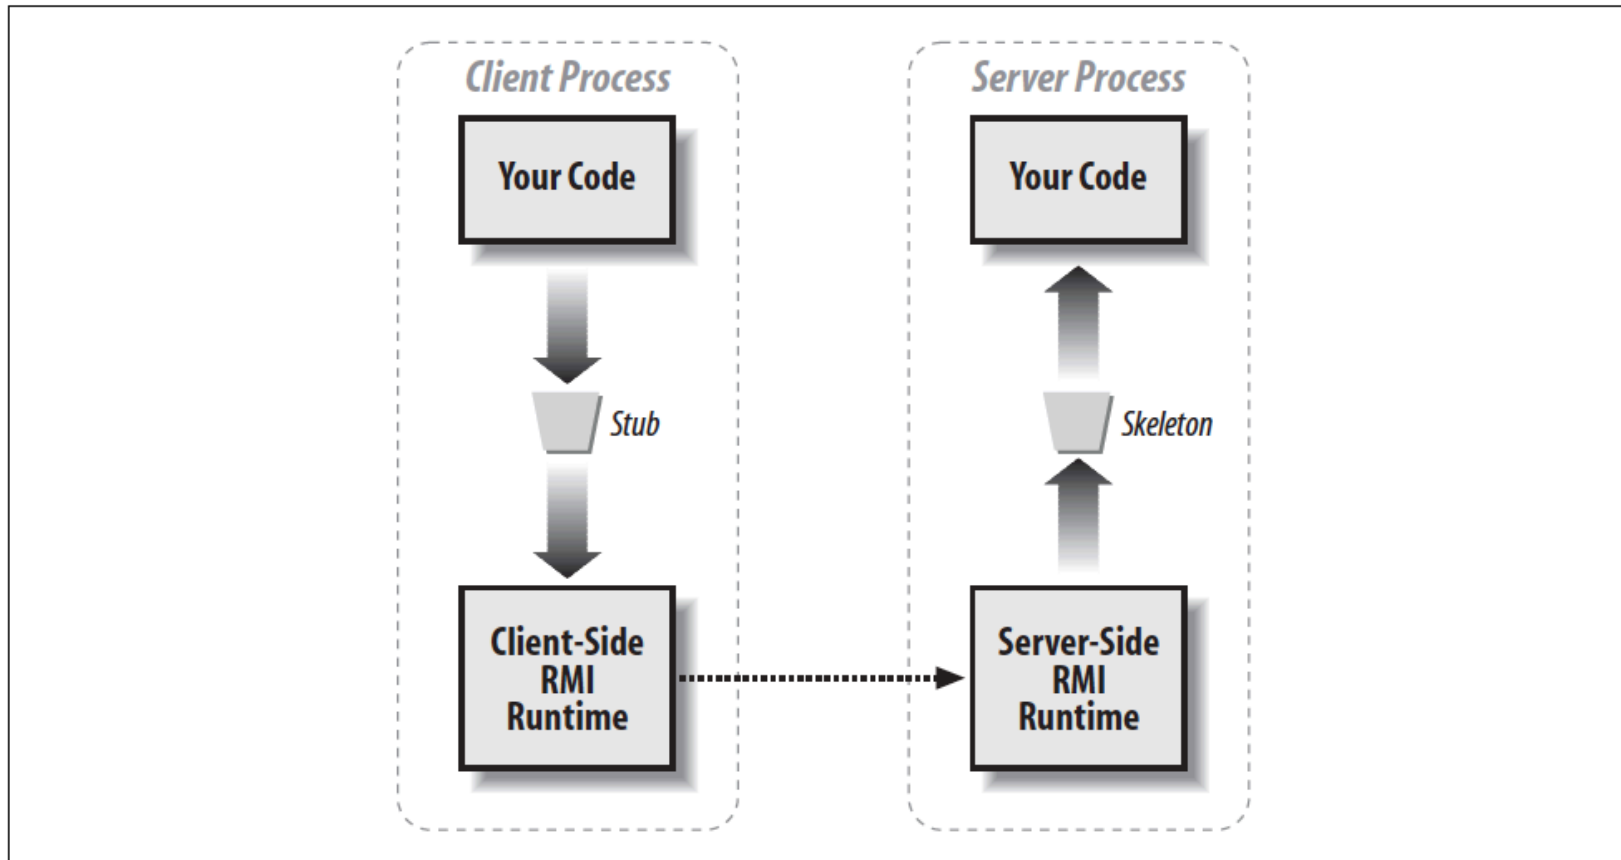 Client Process
Your Code
Stub
Client-Side
RMI
Runtime
Server Process
Your Code
Skeleton
Server-Side
RMI
Runtime